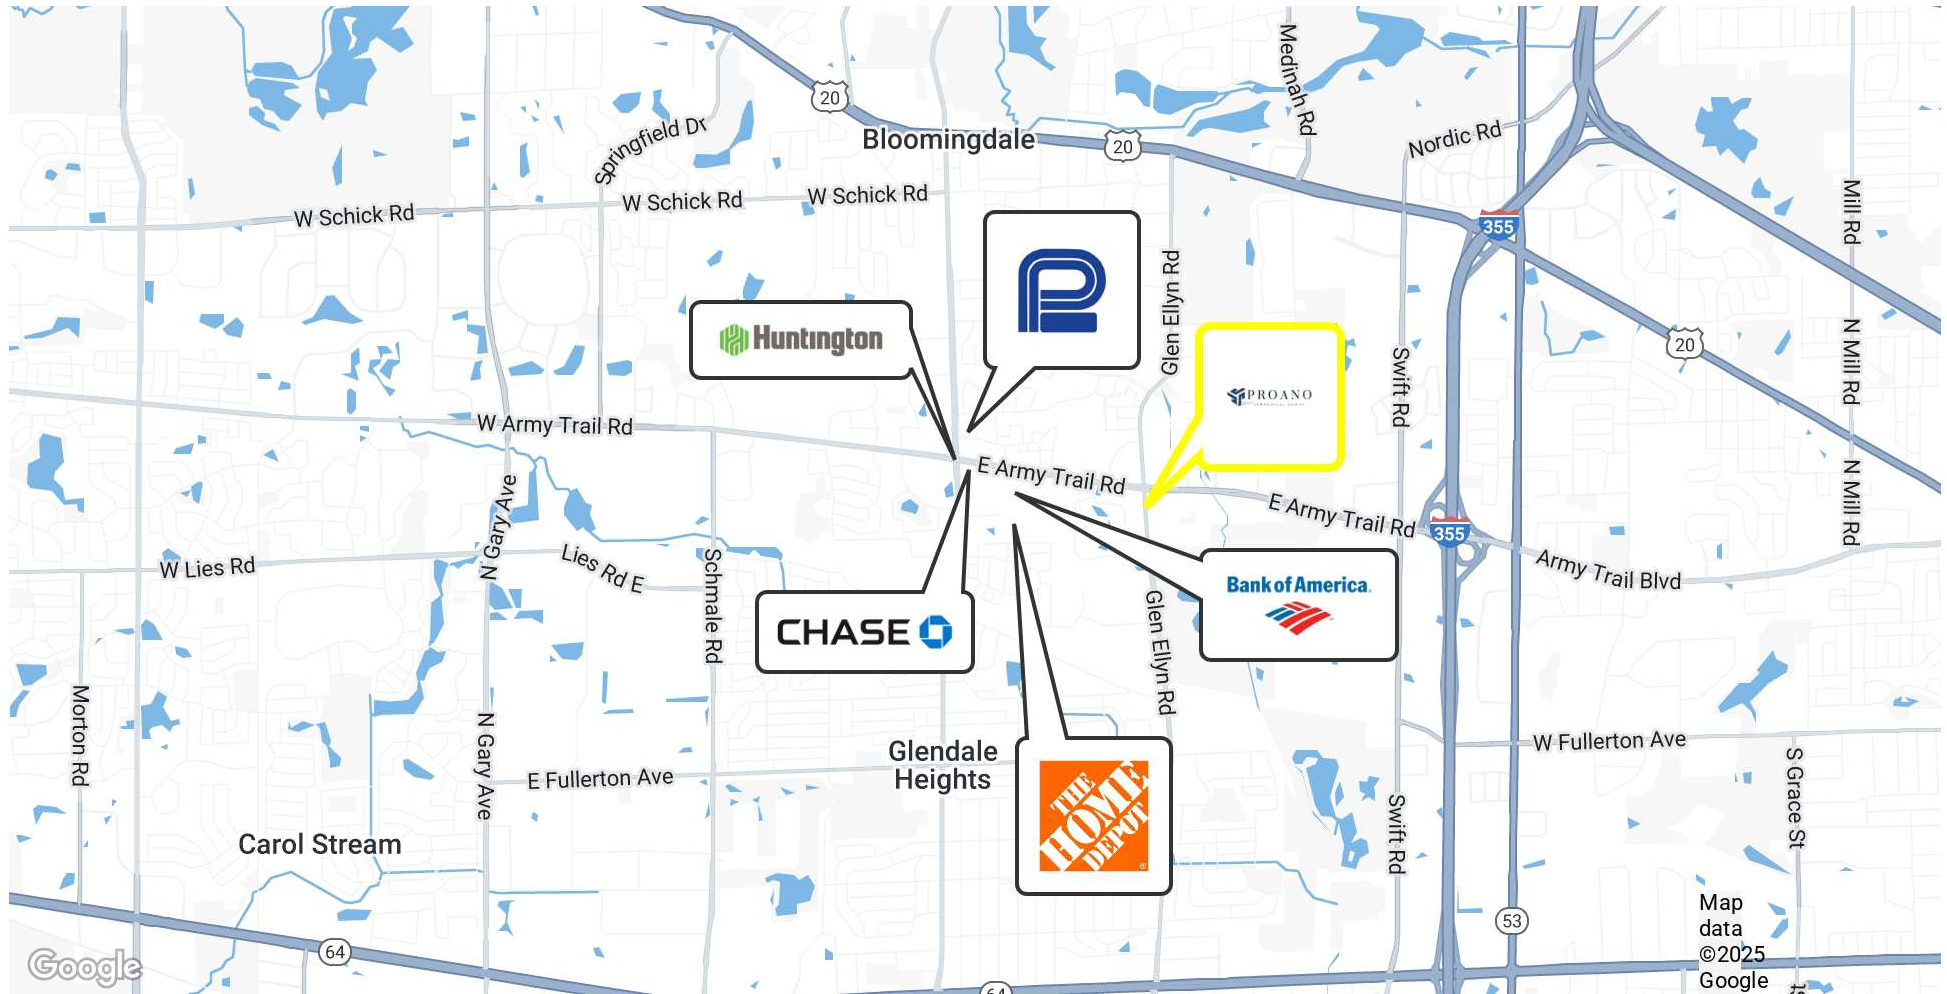 20
Medinah Rd
Springfield Dr
Bloomingdale
20
Nordic Rd
W Schick Rd
W Schick Rd
W Schick Rd
Mill Rd
355
Glen Ellyn Rd
Huntington
20
N Mill Rd
Swift Rd
PROANO
W Army Trail Rd
E Army Trail Rd
N Gary Ave
E Army Trail Rd
355
N Mill Rd
W Lies Rd
Lies Rd E
Army Trail Blvd
Schmale Rd
Bank of America
CHASE
Glen Ellyn Rd
Morton Rd
N Gary Ave
Glendale
Heights
W Fullerton Ave
E Fullerton Ave
S Grace St
THE
HOME
DEPOT
Swift Rd
Carol Stream
64
53
Map
data
©2025
Google
Google
64